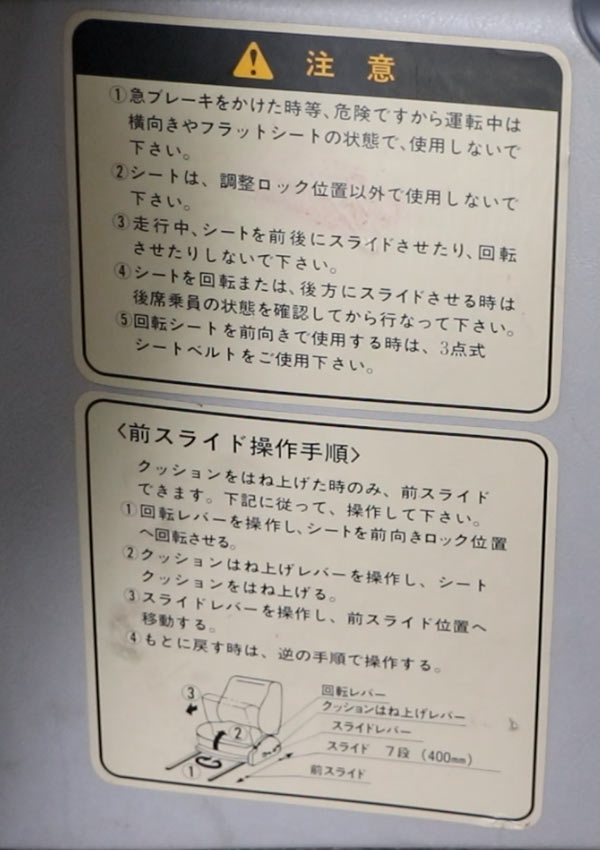 注意
①急ブレーキをかけた時等、危険ですから運転中は
横向きやフラットシートの状態で、使用しないで
下さい。
②シートは、調整ロック位置以外で使用しないで
下さい。
③走行中、シートを前後にスライドさせたり、回転
させたりしないで下さい。
④シートを回転または、後方にスライドさせる時は
後席乗員の状態を確認してから行なって下さい。
⑤回転シートを前向きで使用する時は、3点式
シートベルトをご使用下さい。
〈前スライド操作手順〉
クッションをはね上げた時のみ、前スライド
できます。下記に従って、操作して下さい。
①回転レバーを操作し、シートを前向きロック位置
へ回転させる。
②クッションはね上げレバーを操作し、シート
クッションをはね上げる。
③スライドレバーを操作し、前スライド位置へ
移動する。
④もとに戻す時は、逆の手順で操作する。
③
②
①
回転レバー
クッションはね上げレバー
スライドレバー
スライド 7段（400mm）
前スライド